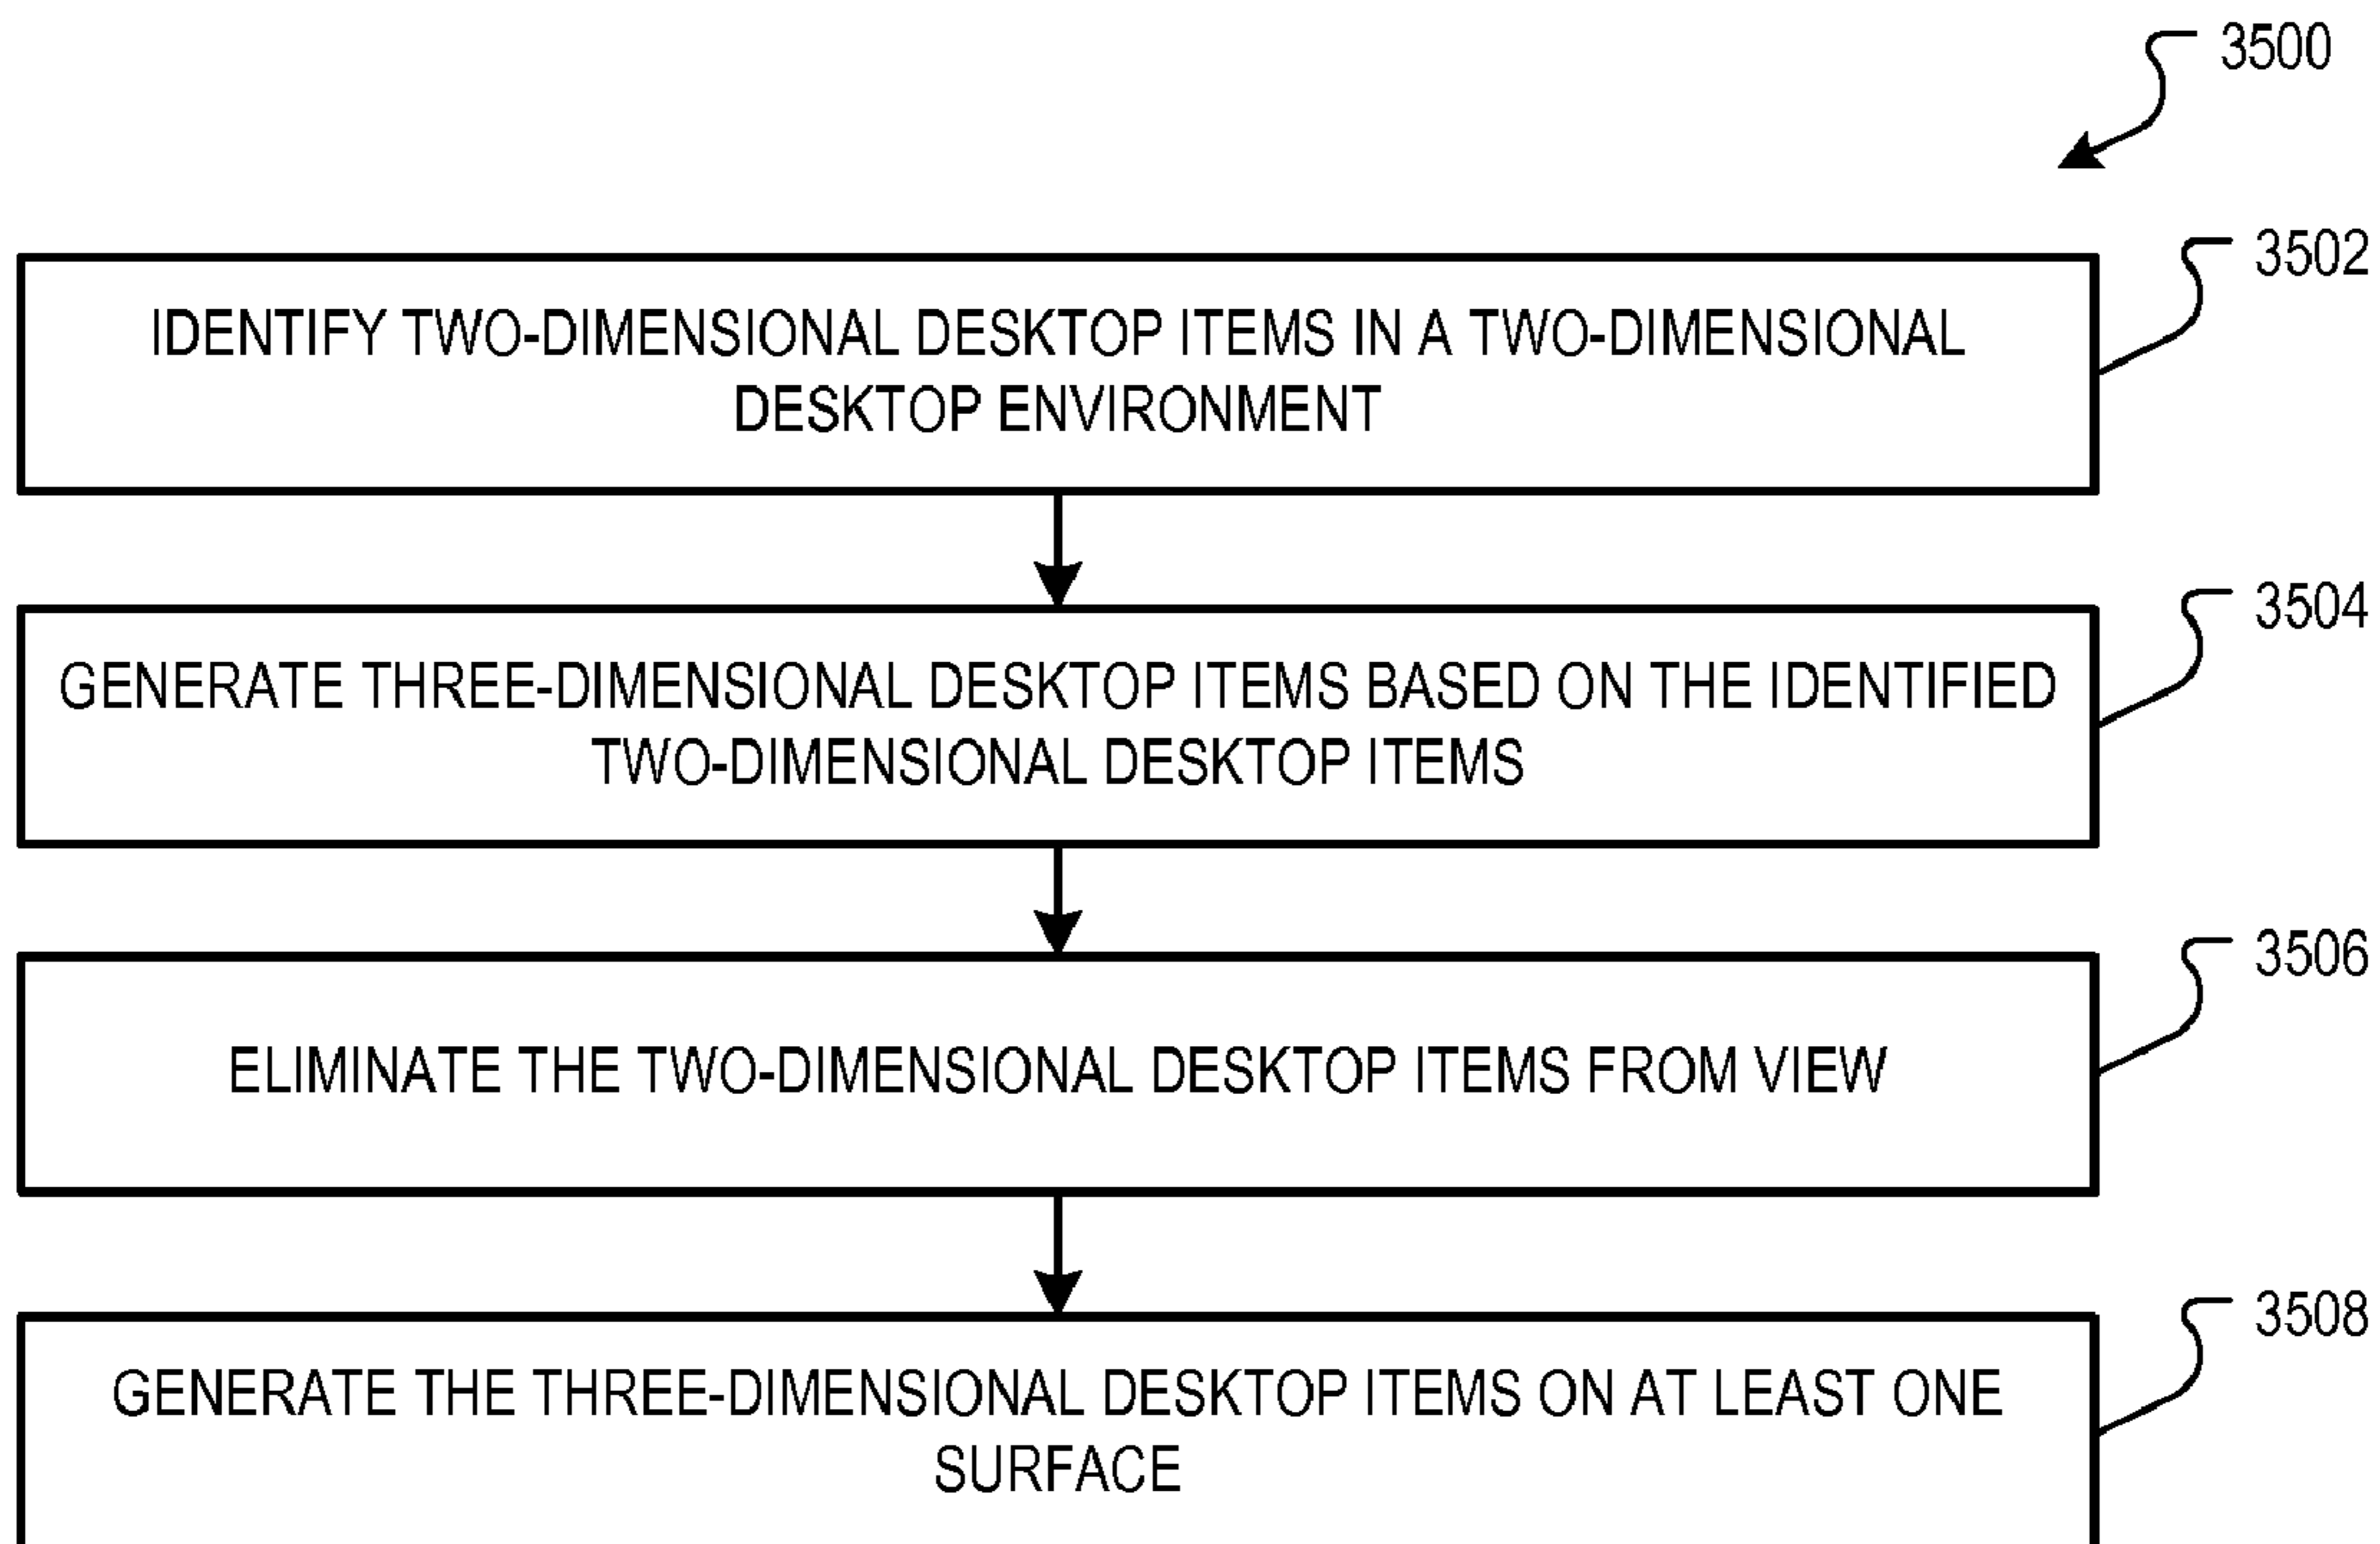 3500
3502
IDENTIFY TWO-DIMENSIONAL DESKTOP ITEMS IN A TWO-DIMENSIONAL
DESKTOP ENVIRONMENT
3504
GENERATE THREE-DIMENSIONAL DESKTOP ITEMS BASED ON THE IDENTIFIED
TWO-DIMENSIONAL DESKTOP ITEMS
3506
ELIMINATE THE TWO-DIMENSIONAL DESKTOP ITEMS FROM VIEW
3508
GENERATE THE THREE-DIMENSIONAL DESKTOP ITEMS ON AT LEAST ONE
SURFACE